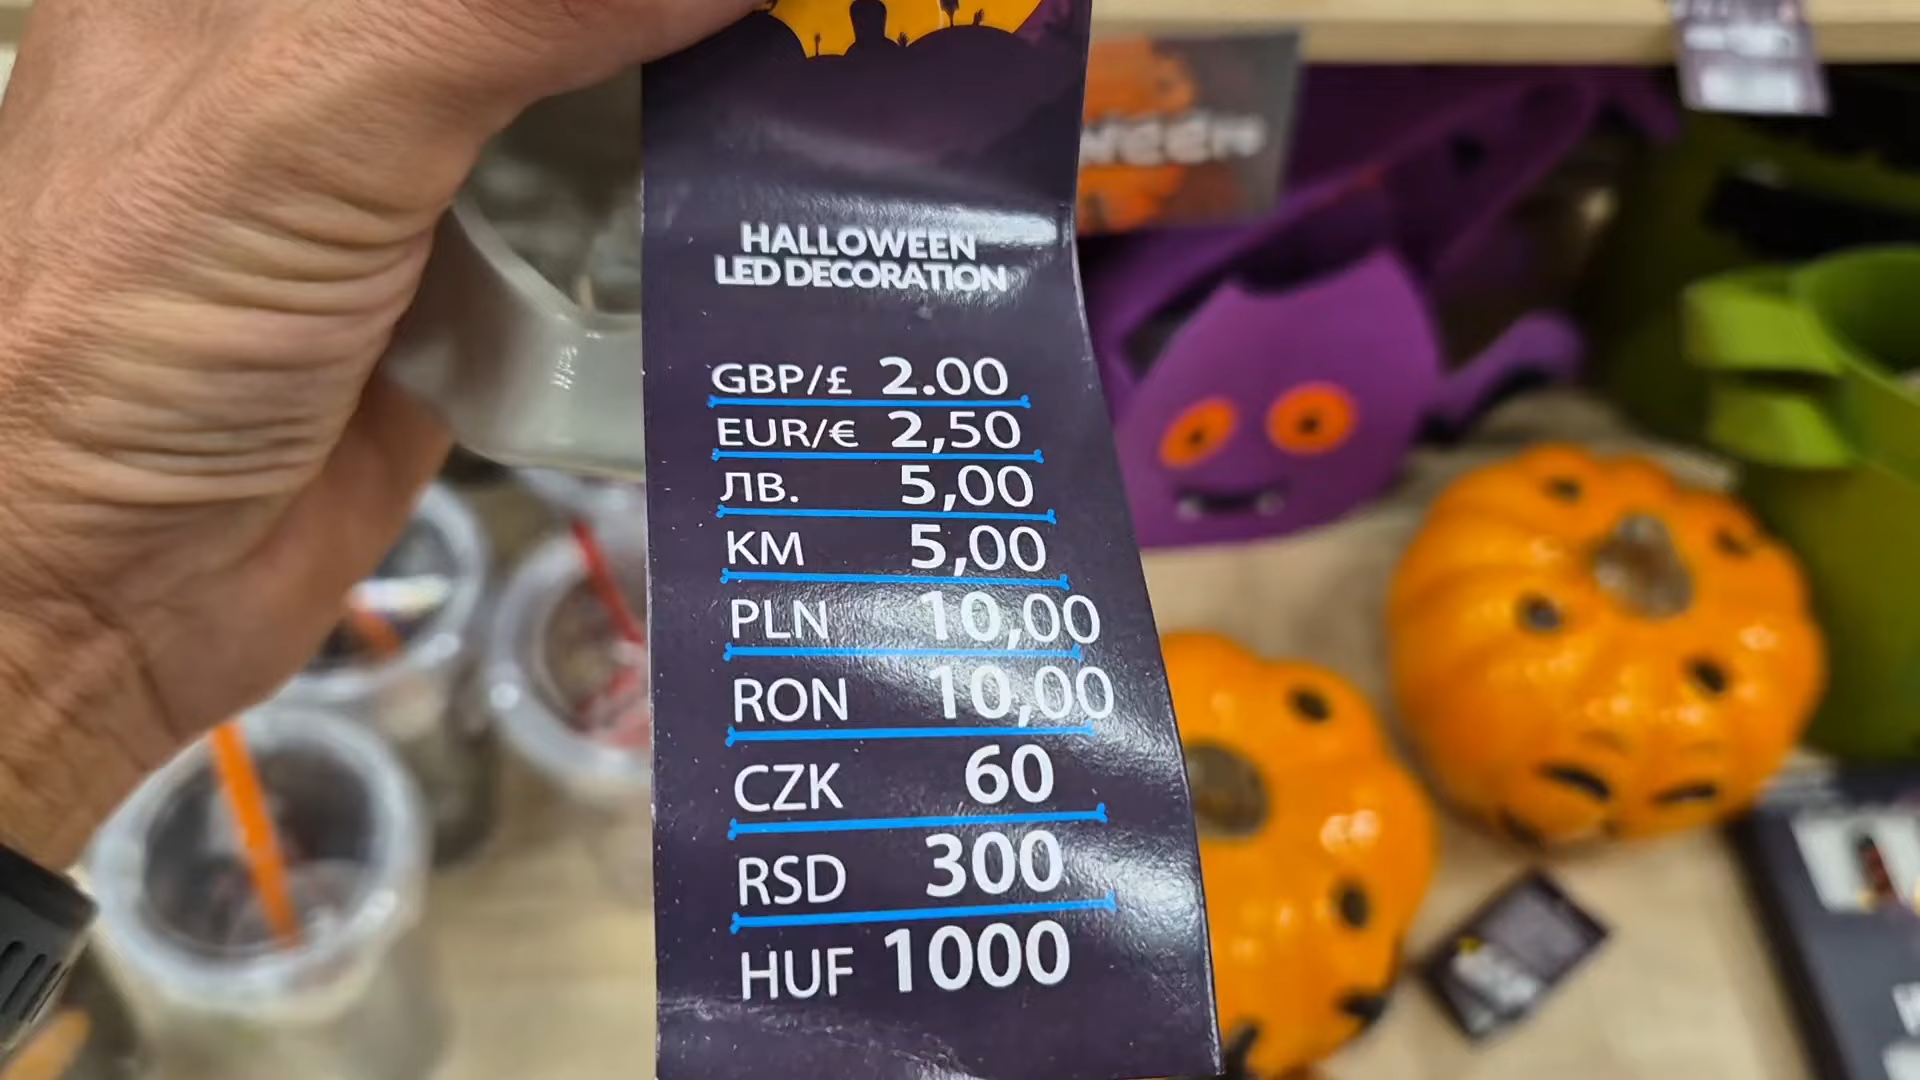 HALLOWEEN
LED DECORATION
GBP/£ 2.00
EUR/€ 2,50
ЛВ. 5,00
KM 5,00
PLN 10,00
RON 10,00
CZK 60
RSD 300
HUF 1000